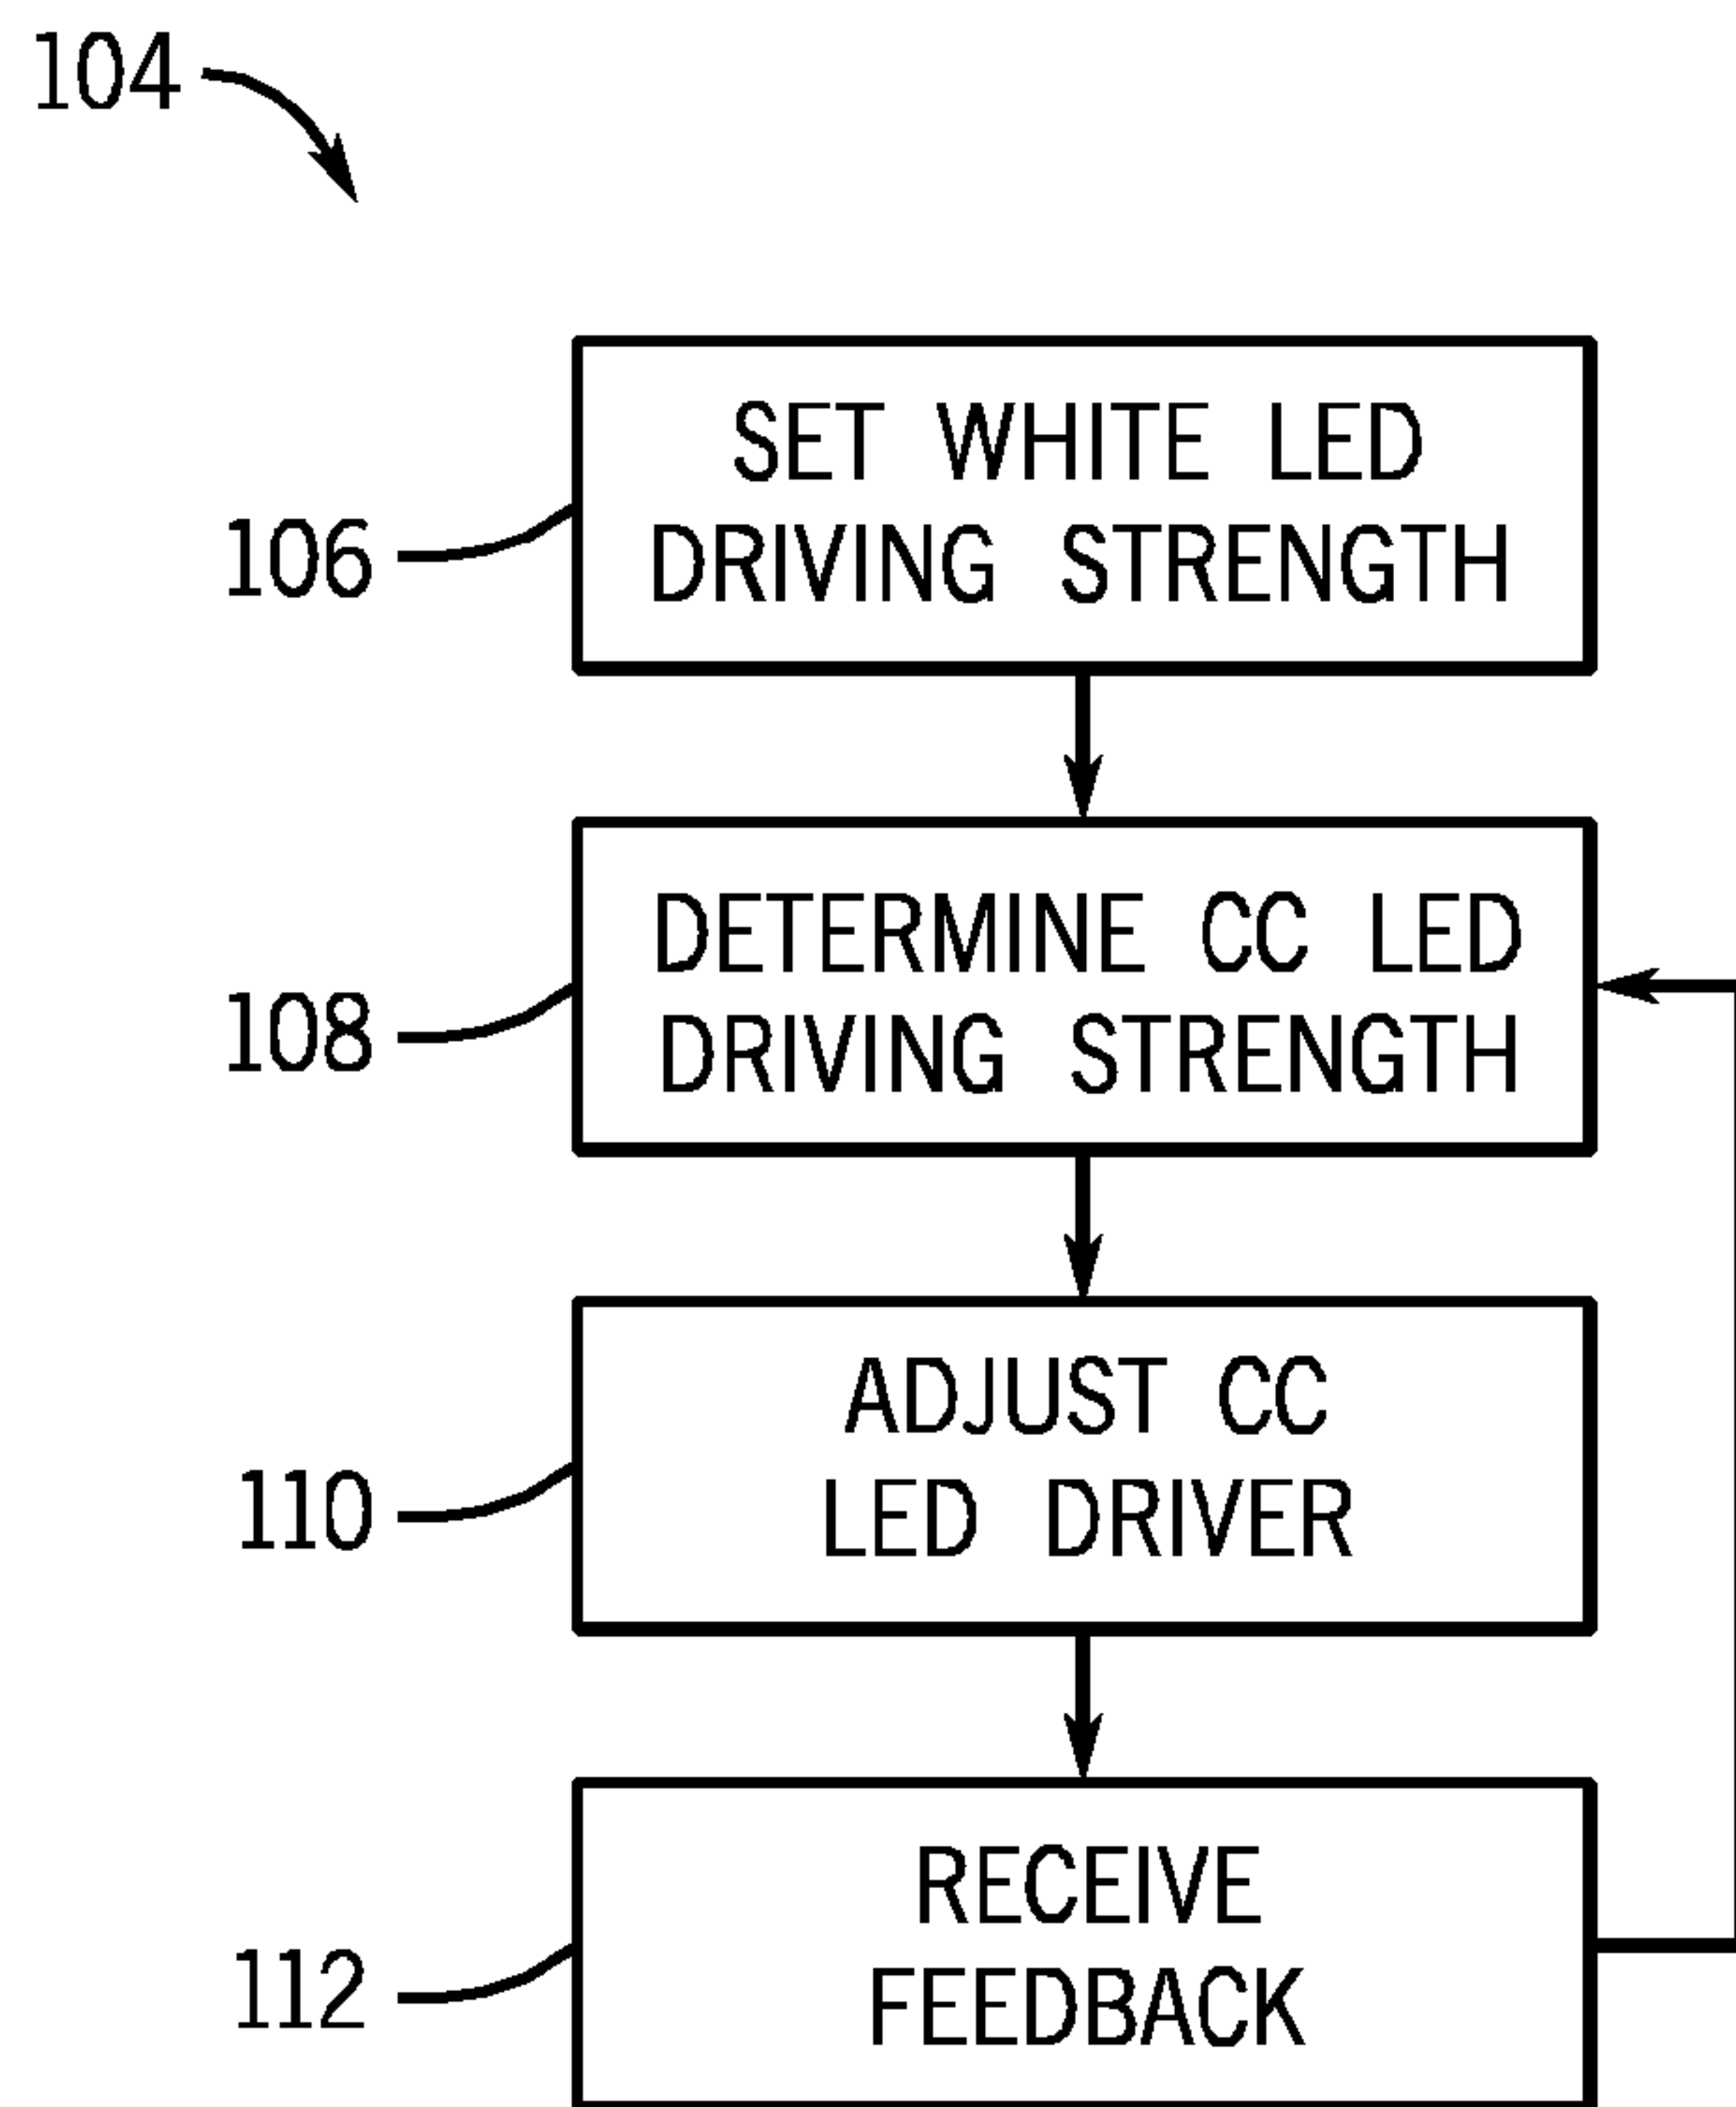 104
SET WHITE LED
DRIVING STRENGTH
106
DETERMINE CC LED
DRIVING STRENGTH
108
ADJUST CC
LED DRIVER
110
RECEIVE
FEEDBACK
112